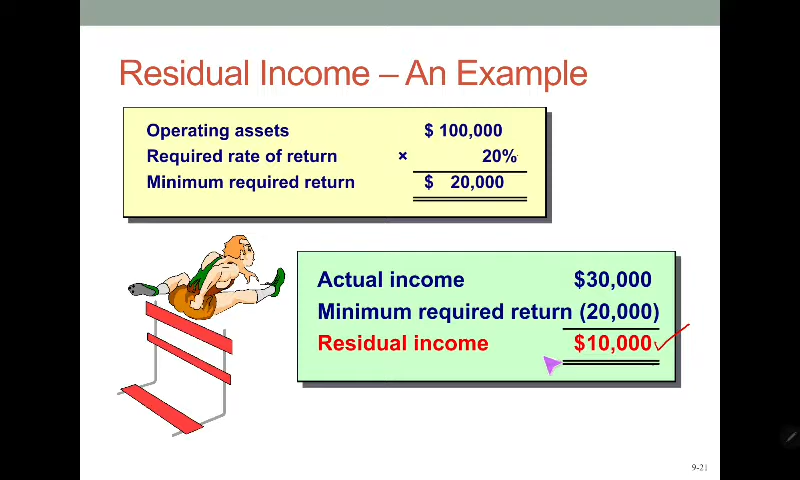 Residual Income – An Example
Operating assets $ 100,000
Required rate of return × 20%
Minimum required return $ 20,000
Actual income $30,000
Minimum required return (20,000)
Residual income $10,000
9-21